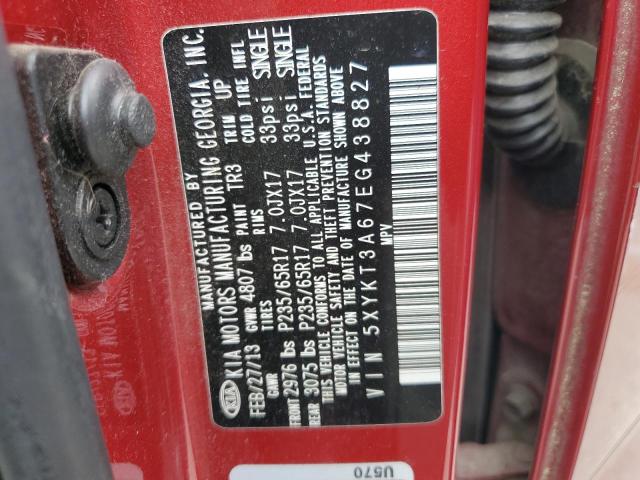 MANUFACTURED BY
KIA KIA MOTORS MANUFACTURING GEORGIA, INC.
FEB/27/13 GVWR 4807 lbs PAINT TR3 TRIM UP
GAWR TIRES RIMS COLD TIRE INFL
FRONT 2976 lbs P235/65R17 7.0JX17 33psi SINGLE
REAR 3075 lbs P235/65R17 7.0JX17 33psi SINGLE
THIS VEHICLE CONFORMS TO ALL APPLICABLE U.S.A. FEDERAL
MOTOR VEHICLE SAFETY AND THEFT PREVENTION STANDARDS
IN EFFECT ON THE DATE OF MANUFACTURE SHOWN ABOVE
VIN 5XYKT3A67EG438827
MPV
U570